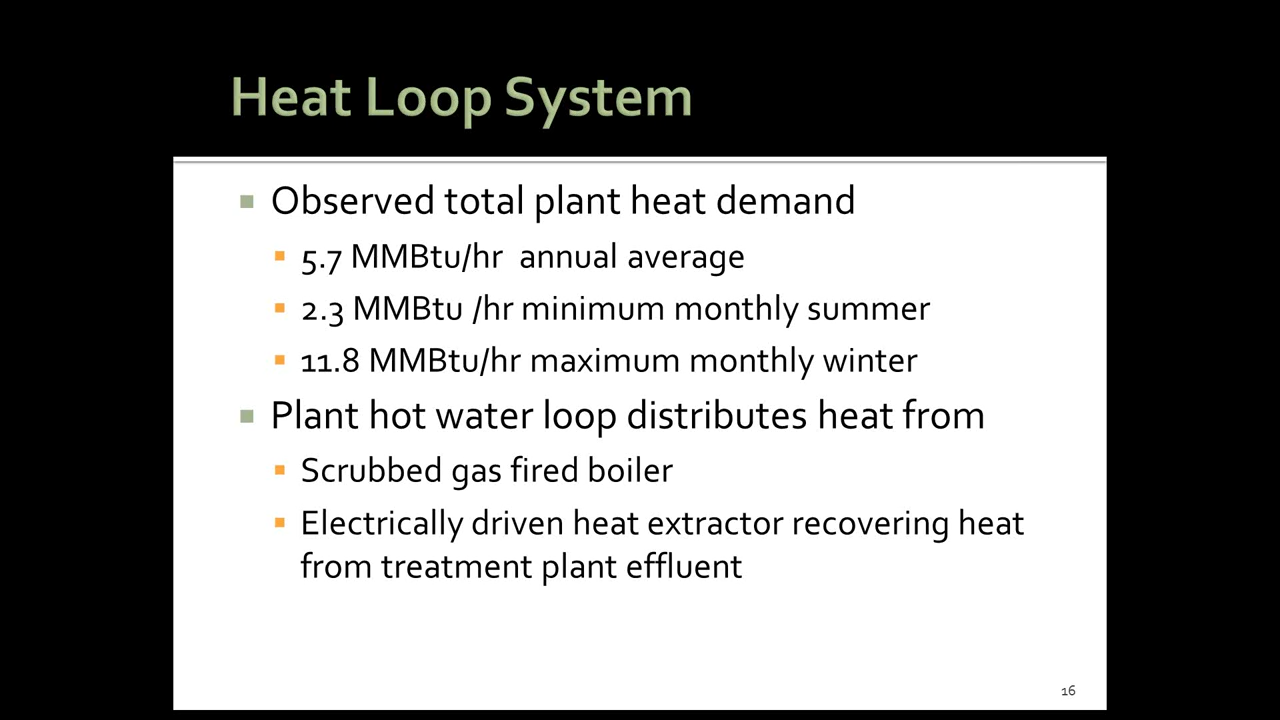 Heat Loop System
Observed total plant heat demand
5.7 MMBtu/hr  annual average
2.3 MMBtu /hr minimum monthly summer
11.8 MMBtu/hr maximum monthly winter
Plant hot water loop distributes heat from
Scrubbed gas fired boiler
Electrically driven heat extractor recovering heat
from treatment plant effluent
16